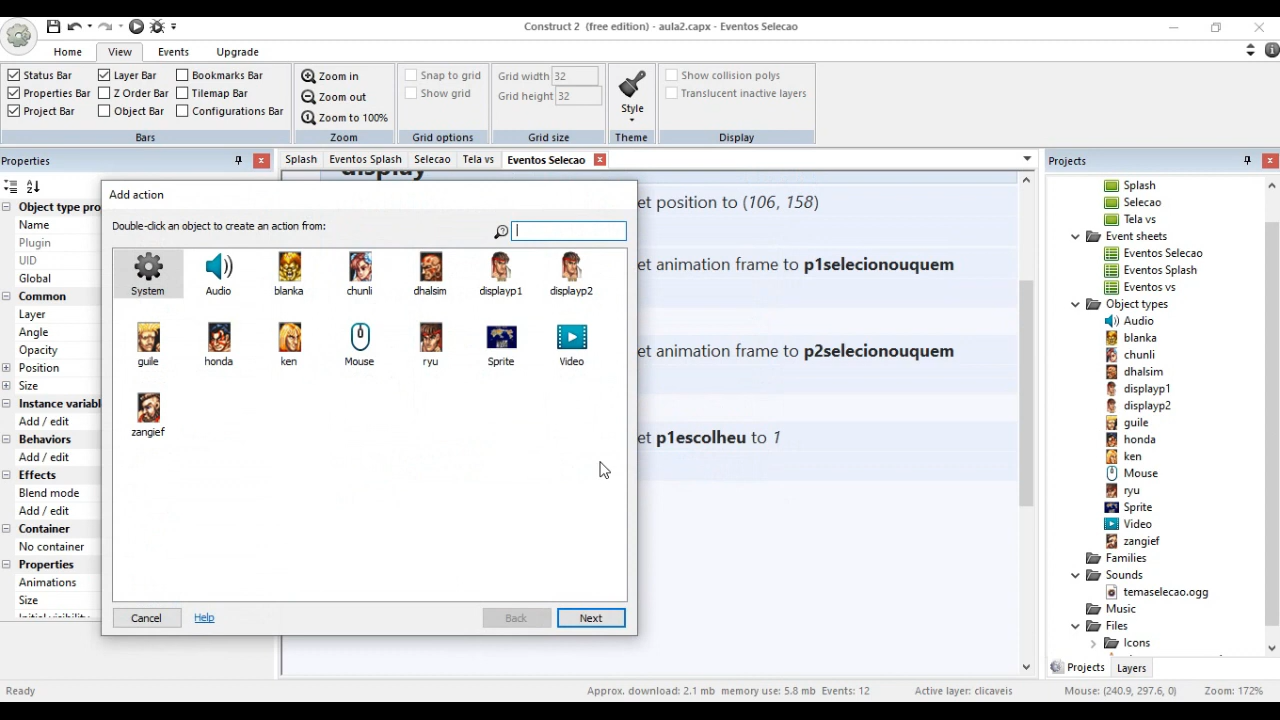 Construct 2 (free edition) - aula2.capx - Eventos Selecao
Home View Events Upgrade
Status Bar Layer Bar Bookmarks Bar
Properties Bar Z Order Bar Tilemap Bar
Project Bar Object Bar Configurations Bar
Bars
Zoom in
Zoom out
Zoom to 100%
Zoom
Snap to grid
Show grid
Grid options
Grid width 32
Grid height 32
Grid size
Style
Theme
Show collision polys
Translucent inactive layers
Display
Properties
Object type pro
Name
Plugin
UID
Global
Common
Layer
Angle
Opacity
Position
Size
Instance variabl
Add / edit
Behaviors
Add / edit
Effects
Blend mode
Add / edit
Container
No container
Properties
Animations
Size
Splash Eventos Splash Selecao Tela vs Eventos Selecao
display
et position to (106, 158)
et animation frame to p1selecionouquem
et animation frame to p2selecionouquem
et p1escolheu to 1
Add action
Double-click an object to create an action from:
System Audio blanka chunli dhalsim displayp1 displayp2
guile honda ken Mouse ryu Sprite Video
zangief
Cancel Help Back Next
Projects
Splash
Selecao
Tela vs
Event sheets
Eventos Selecao
Eventos Splash
Eventos vs
Object types
Audio
blanka
chunli
dhalsim
displayp1
displayp2
guile
honda
ken
Mouse
ryu
Sprite
Video
zangief
Families
Sounds
temaselecao.ogg
Music
Files
Icons
Projects Layers
Ready
Approx. download: 2.1 mb memory use: 5.8 mb Events: 12 Active layer: clicaveis Mouse: (240.9, 297.6, 0) Zoom: 172%